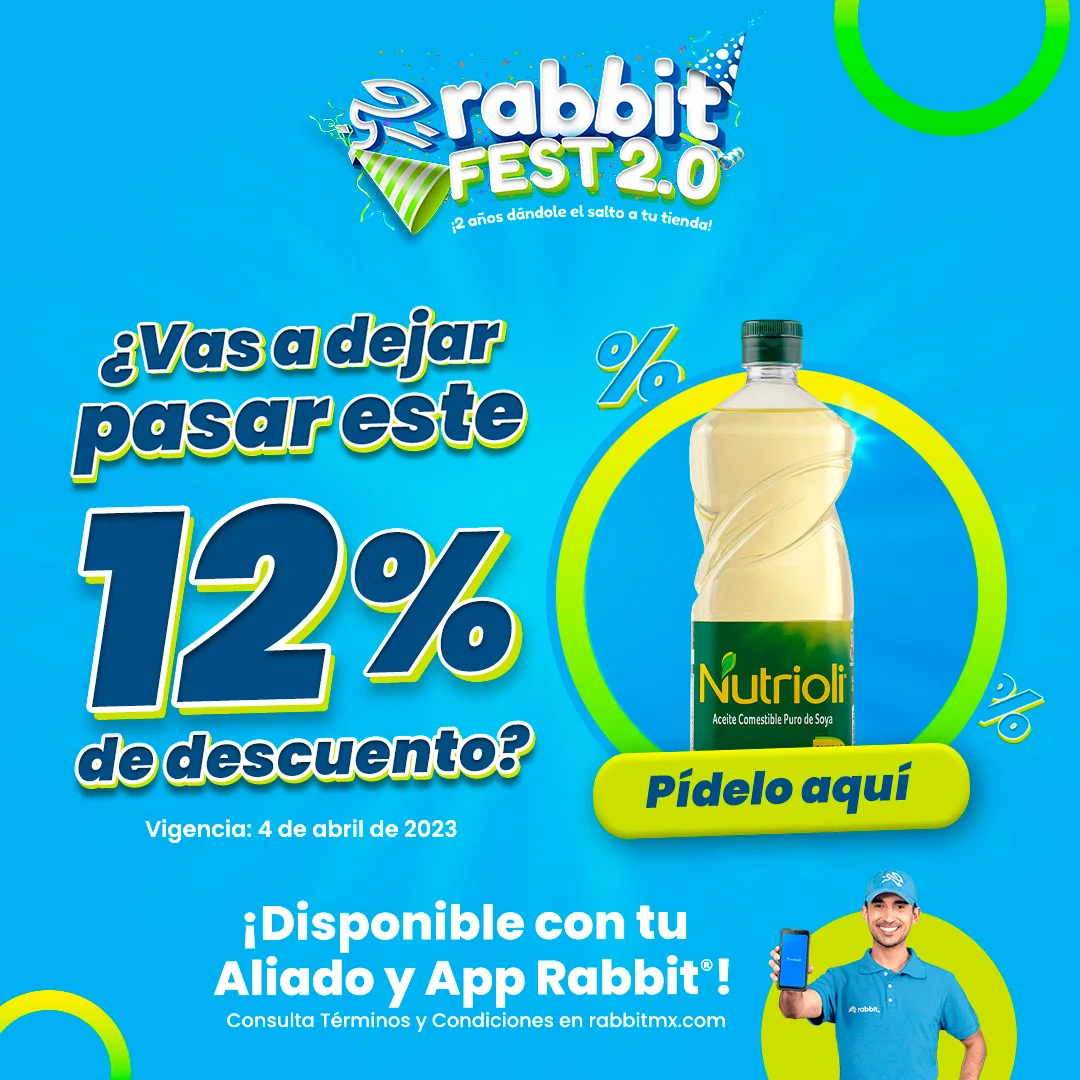 rabbit
FEST 2.0
¡2 años dándole el salto a tu tienda!
¿Vas a dejar
pasar este
12%
de descuento?
Vigencia: 4 de abril de 2023
%
%
Nutrioli
Aceite Comestible Puro de Soya
Pídelo aquí
¡Disponible con tu
Aliado y App Rabbit®!
Consulta Términos y Condiciones en rabbitmx.com
rabbit